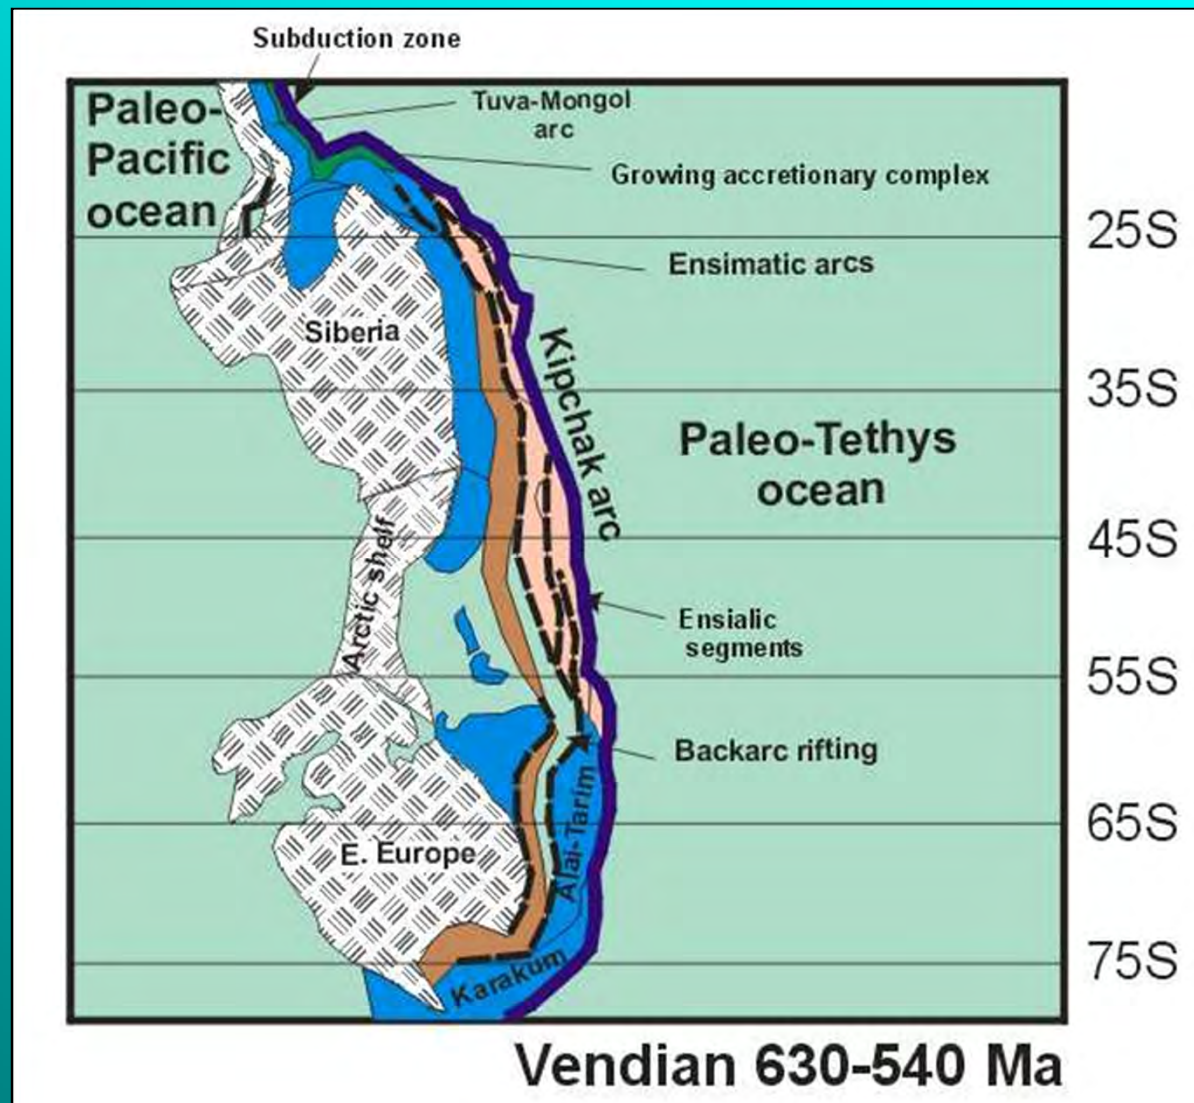 Subduction zone
Paleo-
Pacific
ocean
Tuva-Mongol
arc
Growing accretionary complex
25S
Ensimatic arcs
Siberia
Kipchak arc
35S
Paleo-Tethys
ocean
45S
Arctic shelf
Ensialic
segments
55S
Backarc rifting
Alai-Tarim
65S
E. Europe
75S
Karakum
Vendian 630-540 Ma